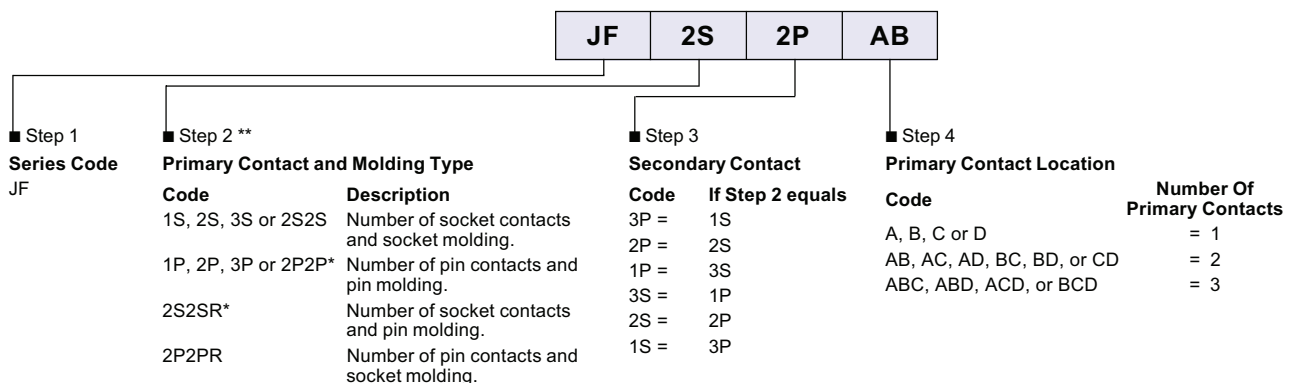 JF 2S 2P AB
■ Step 1
Series Code
JF
■ Step 2 **
Primary Contact and Molding Type
Code Description
1S, 2S, 3S or 2S2S Number of socket contacts
and socket molding.
1P, 2P, 3P or 2P2P* Number of pin contacts and
pin molding.
2S2SR* Number of socket contacts
and pin molding.
2P2PR Number of pin contacts and
socket molding.
■ Step 3
Secondary Contact
Code If Step 2 equals
3P = 1S
2P = 2S
1P = 3S
3S = 1P
2S = 2P
1S = 3P
■ Step 4
Primary Contact Location
Code Number Of
Primary Contacts
A, B, C or D = 1
AB, AC, AD, BC, BD, or CD = 2
ABC, ABD, ACD, or BCD = 3